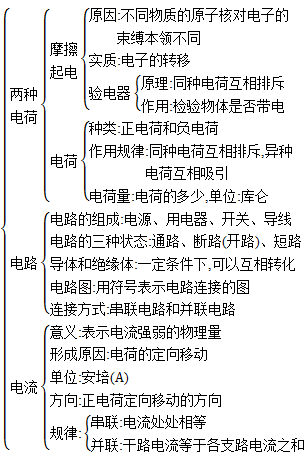 两种
电荷
摩擦
起电
原因:不同物质的原子核对电子的
束缚本领不同
实质:电子的转移
验电器
原理:同种电荷互相排斥
作用:检验物体是否带电
电荷
种类:正电荷和负电荷
作用规律:同种电荷互相排斥,异种
电荷互相吸引
电荷量:电荷的多少,单位:库仑
电路
电路的组成:电源、用电器、开关、导线
电路的三种状态:通路、断路(开路)、短路
导体和绝缘体:一定条件下,可以互相转化
电路图:用符号表示电路连接的图
连接方式:串联电路和并联电路
电流
意义:表示电流强弱的物理量
形成原因:电荷的定向移动
单位:安培(A)
方向:正电荷定向移动的方向
规律:
串联:电流处处相等
并联:干路电流等于各支路电流之和